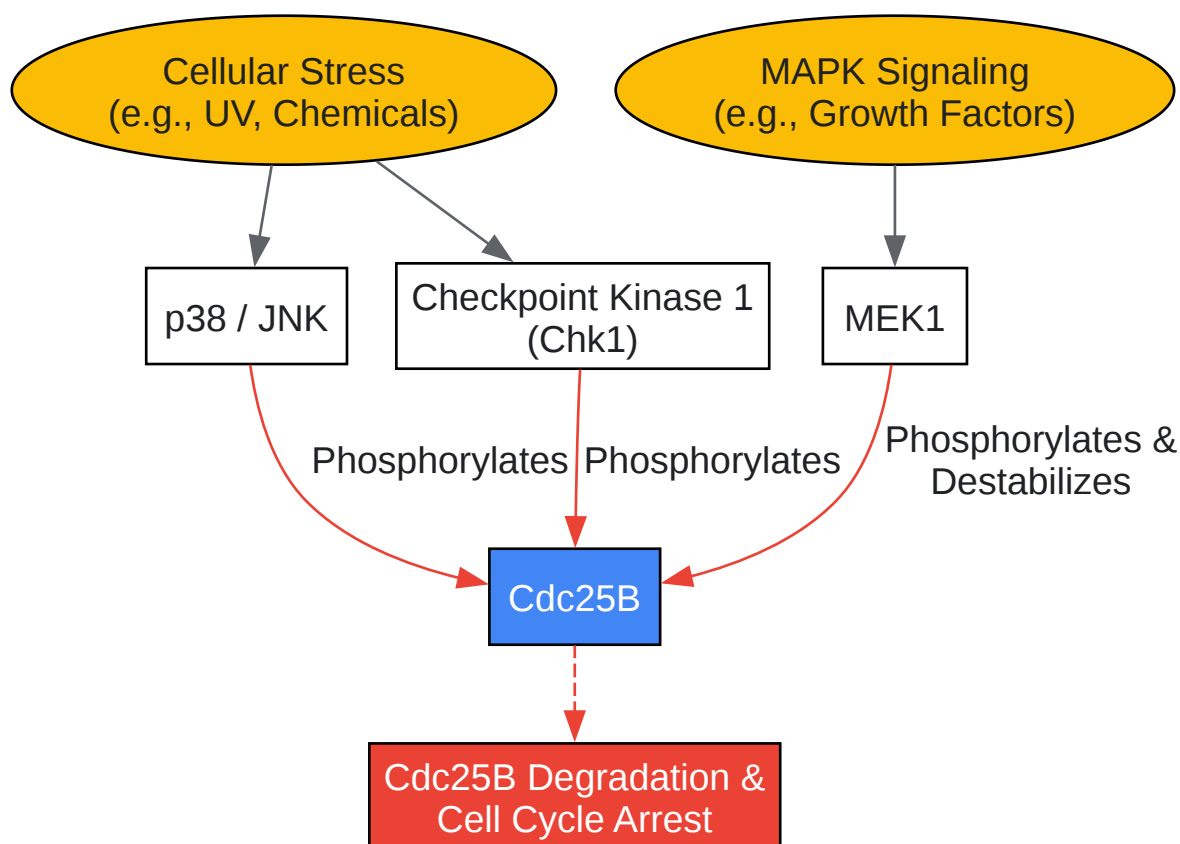 Cellular Stress
(e.g., UV, Chemicals)
MAPK Signaling
(e.g., Growth Factors)
p38 / JNK
Checkpoint Kinase 1
(Chk1)
MEK1
Phosphorylates
Phosphorylates
Phosphorylates &
Destabilizes
Cdc25B
Cdc25B Degradation &
Cell Cycle Arrest